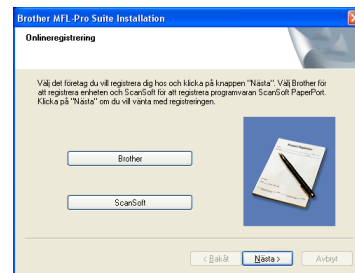 Brother MFL-Pro Suite Installation
Onlineregistrering
Välj det företag du vill registrera dig hos och klicka på knappen "Nästa". Välj Brother för
att registrera enheten och ScanSoft för att registrera programvaran ScanSoft PaperPort.
Klicka på "Nästa" om du vill vänta med registreringen.
Brother
ScanSoft
< Bakåt
Nästa >
Avbryt